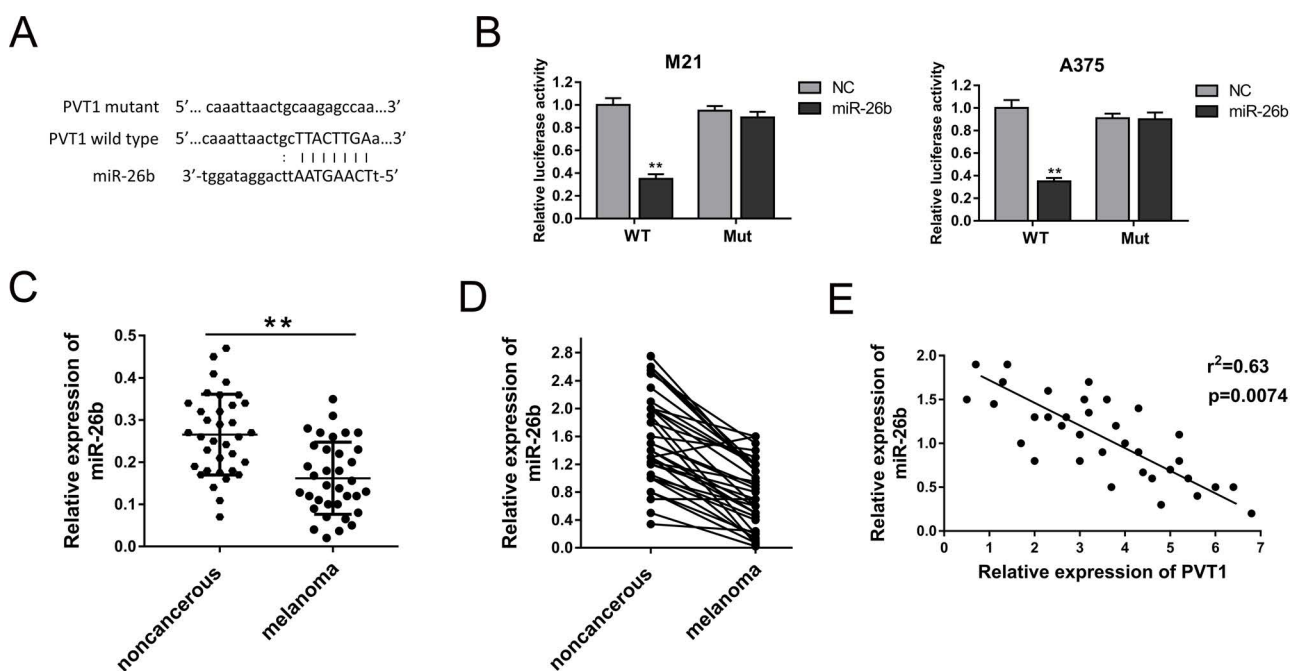 A
PVT1 mutant 5’... caaattaactgcaagagccaa...3’
PVT1 wild type 5’...caaattaactgcTTACTTGAa...3’
: | | | | | | |
miR-26b 3’-tggataggacttAATGAACTt-5’
B
M21
NC
miR-26b
Relative luciferase activity
1.2
1.0
0.8
0.6
0.4
0.2
0.0
**
WT Mut
A375
NC
miR-26b
Relative luciferase activity
1.2
1.0
0.8
0.6
0.4
0.2
0.0
**
WT Mut
C
**
Relative expression of
miR-26b
0.5
0.4
0.3
0.2
0.1
0.0
noncancerous melanoma
D
Relative expression of
miR-26b
2.8
2.4
2.0
1.6
1.2
0.8
0.4
0.0
noncancerous melanoma
E
Relative expression of
miR-26b
2.0
1.5
1.0
0.5
0.0
r²=0.63
p=0.0074
0 1 2 3 4 5 6 7
Relative expression of PVT1